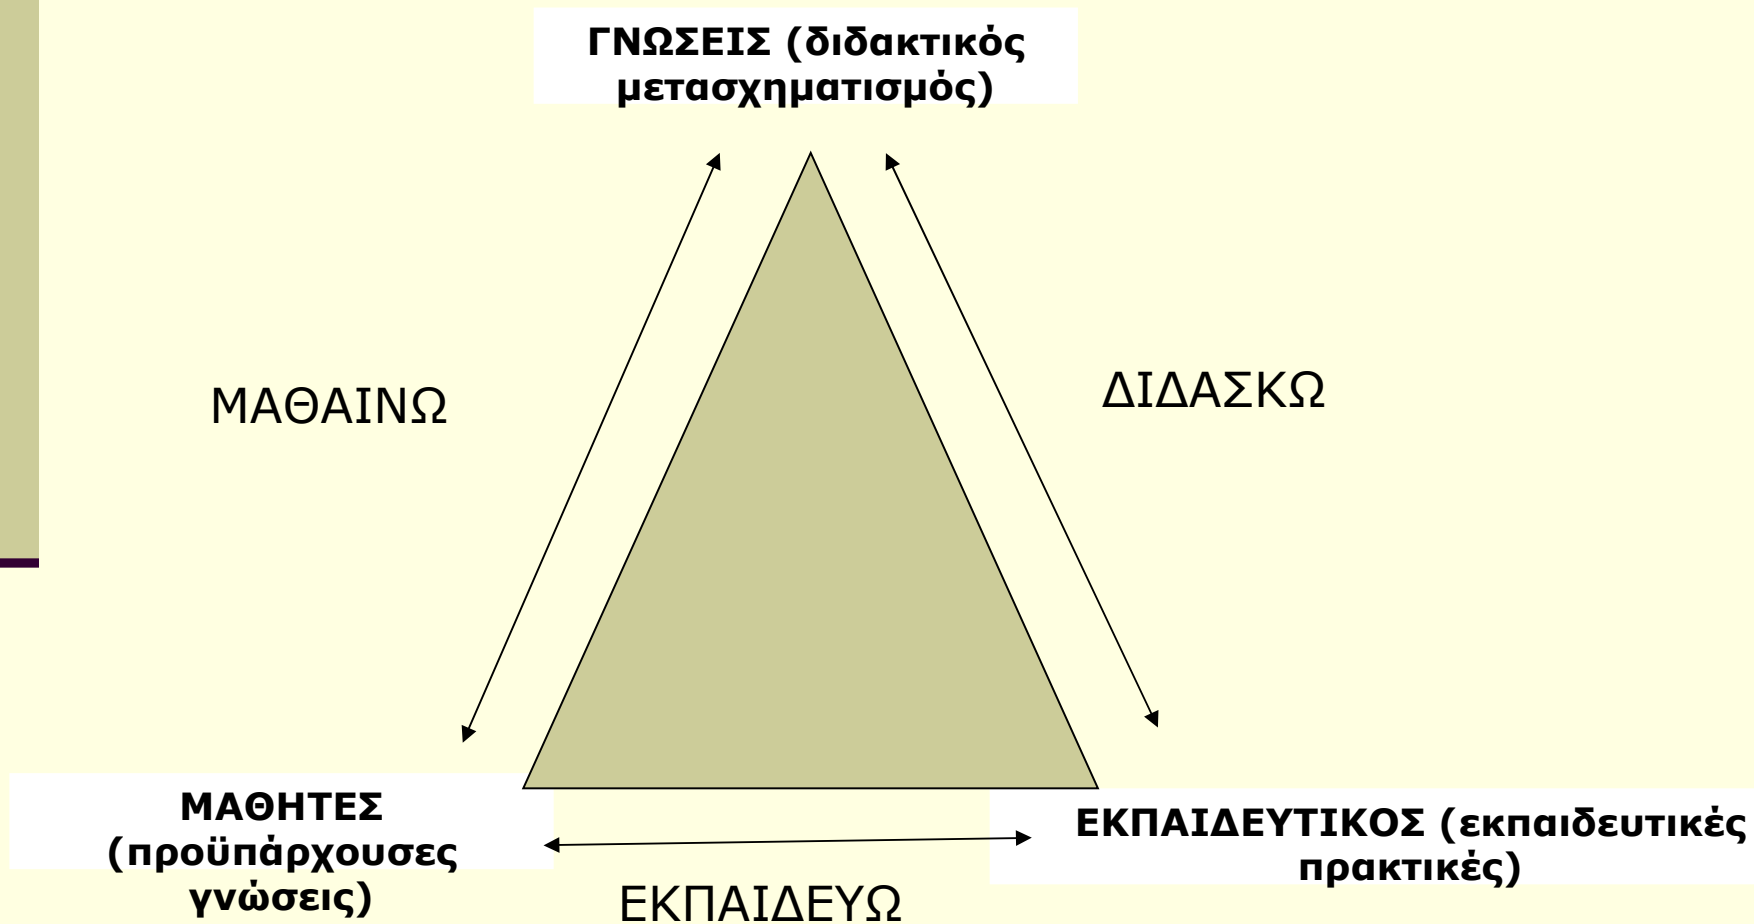 ΓΝΩΣΕΙΣ (διδακτικός
μετασχηματισμός)
ΜΑΘΑΙΝΩ
ΔΙΔΑΣΚΩ
ΜΑΘΗΤΕΣ
(προϋπάρχουσες
γνώσεις)
ΕΚΠΑΙΔΕΥΤΙΚΟΣ (εκπαιδευτικές
πρακτικές)
ΕΚΠΑΙΔΕΥΩ